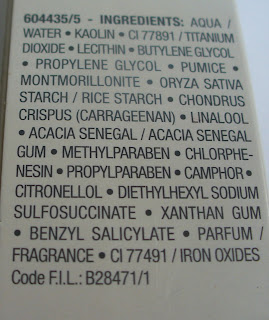 604435/5 - INGREDIENTS: AQUA /
WATER • KAOLIN • CI 77891 / TITANIUM
DIOXIDE • LECITHIN • BUTYLENE GLYCOL
• PROPYLENE GLYCOL • PUMICE •
MONTMORILLONITE • ORYZA SATIVA
STARCH / RICE STARCH • CHONDRUS
CRISPUS (CARRAGEENAN) • LINALOOL
• ACACIA SENEGAL / ACACIA SENEGAL
GUM • METHYLPARABEN • CHLORPHE-
NESIN • PROPYLPARABEN • CAMPHOR •
CITRONELLOL • DIETHYLHEXYL SODIUM
SULFOSUCCINATE • XANTHAN GUM
• BENZYL SALICYLATE • PARFUM /
FRAGRANCE • CI 77491 / IRON OXIDES
Code F.I.L.: B28471/1